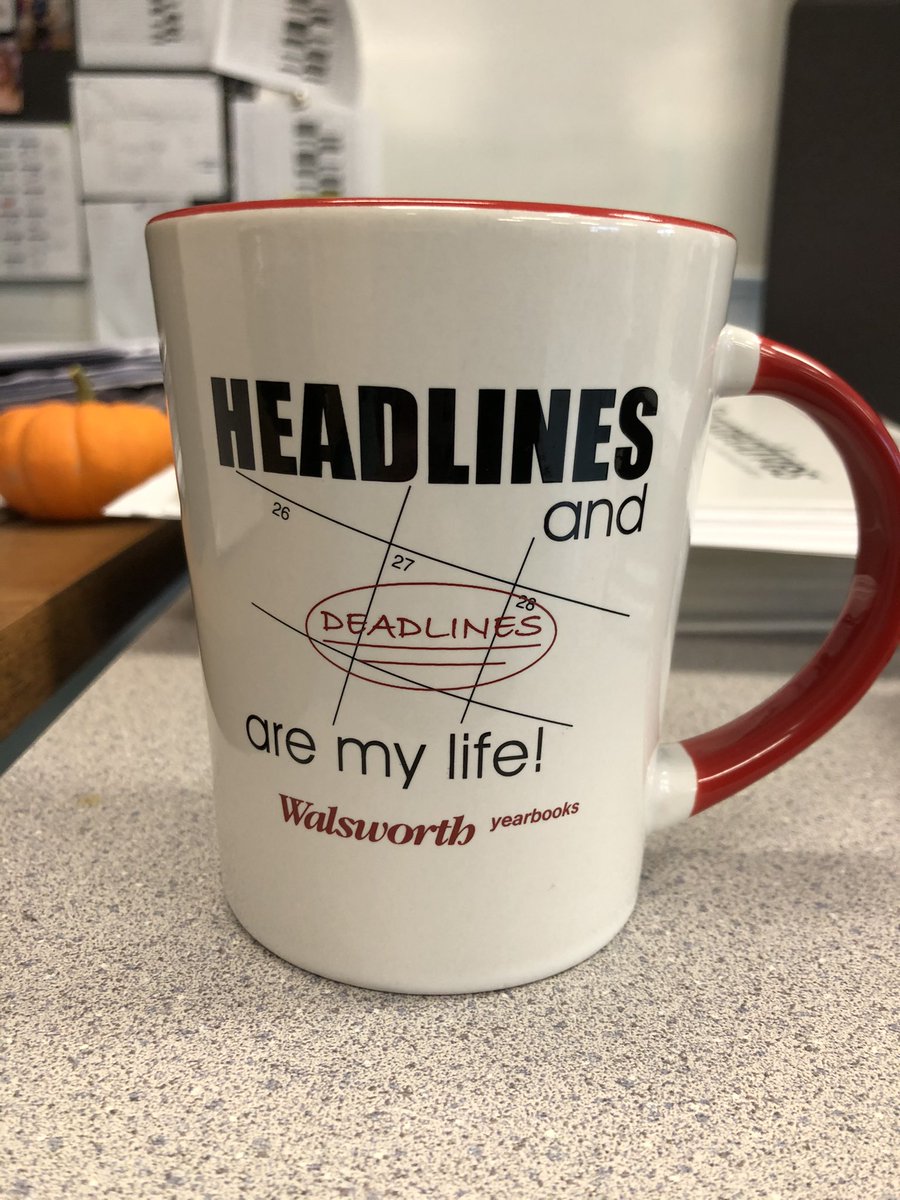 HEADLINES
and
26
27
28
DEADLINES
are my life!
Walsworth yearbooks